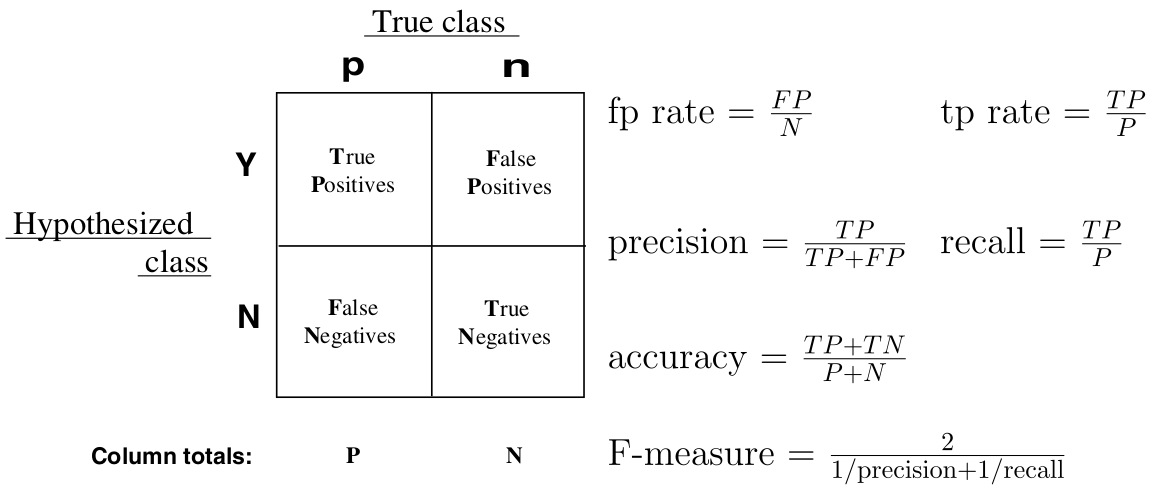 True class
p n
fp rate = FP/N tp rate = TP/P
Y
True Positives
False Positives
Hypothesized
class
precision = TP/TP+FP recall = TP/P
N
False Negatives
True Negatives
accuracy = TP+TN/P+N
Column totals: P N
F-measure = 2/1/precision+1/recall